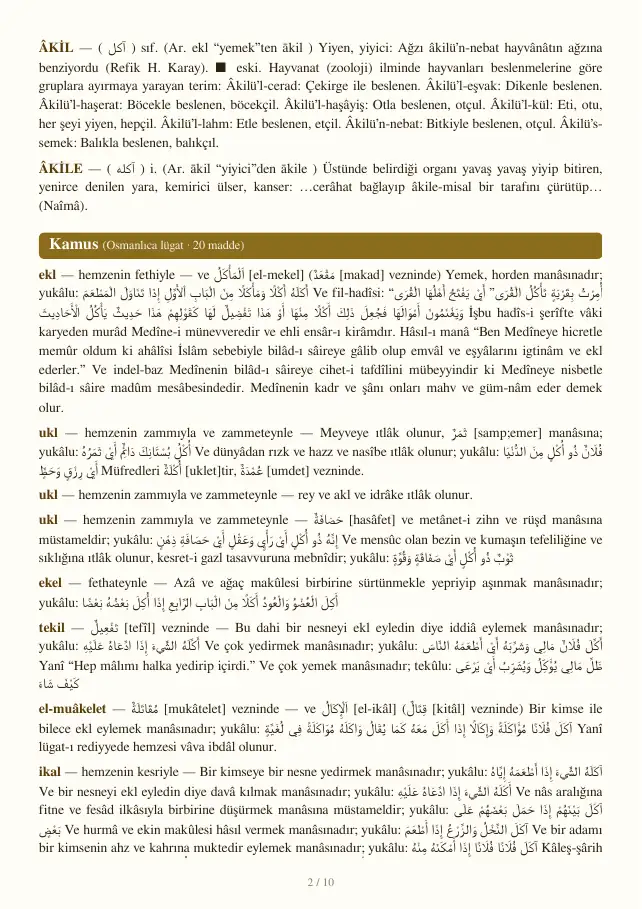 ÂKİL — ( آكل ) sıf. (Ar. ekl “yemek”ten ākil ) Yiyen, yiyici: Ağzı âkilü’n-nebat hayvânâtın ağzına
benziyordu (Refik H. Karay). ■ eski. Hayvanat (zooloji) ilminde hayvanları beslenmelerine göre
gruplara ayırmaya yarayan terim: Âkilü’l-cerad: Çekirge ile beslenen. Âkilü’l-eşvak: Dikenle beslenen.
Âkilü’l-haşerat: Böcekle beslenen, böcekçil. Âkilü’l-haşâyiş: Otla beslenen, otçul. Âkilü’l-kül: Eti, otu,
her şeyi yiyen, hepçil. Âkilü’l-lahm: Etle beslenen, etçil. Âkilü’n-nebat: Bitkiyle beslenen, otçul. Âkilü’s-
semek: Balıkla beslenen, balıkçıl.
ÂKİLE — ( آكله ) i. (Ar. ākil “yiyici”den ākile ) Üstünde belirdiği organı yavaş yavaş yiyip bitiren,
yenirce denilen yara, kemirici ülser, kanser: …cerâhat bağlayıp âkile-misal bir tarafını çürütüp…
(Naîmâ).
Kamus (Osmanlıca lügat · 20 madde)
ekl — hemzenin fethiyle — ve اَلْمَأْكَلُ [el-mekel] (مَقْعَدٌ [makad] vezninde) Yemek, horden manâsınadır;
yukâlu: أَكَلَهُ أَكْلًا وَمَأْكَلًا مِنَ الْبَابِ اَلْأَوَّلِ إِذَا تَنَاوَلَ الْمَطْعَمَ Ve fil-hadîsi: “أُمِرْتُ بِقَرْيَةٍ تَأْكُلُ الْقُرَى” أَيْ يَفْتَحُ أَهْلُهَا الْقُرَى
وَيَغْنَمُونَ أَمْوَالَهَا فَجُعِلَ ذَلِكَ أَكْلًا مِنْهَا أَوْ هَذَا تَفْضِيلٌ لَهَا كَقَوْلِهِمْ هَذَا حَدِيثٌ يَأْكُلُ الْأَحَادِيثَ İşbu hadîs-i şerîfte vâki
karyeden murâd Medîne-i münevveredir ve ehli ensâr-ı kirâmdır. Hâsıl-ı manâ “Ben Medîneye hicretle
memûr oldum ki ahâlîsi İslâm sebebiyle bilâd-ı sâireye gâlib olup emvâl ve eşyâlarını igtinâm ve ekl
ederler.” Ve indel-baz Medînenin bilâd-ı sâireye cihet-i tafdîlini mübeyyindir ki Medîneye nisbetle
bilâd-ı sâire madûm mesâbesindedir. Medînenin kadr ve şânı onları mahv ve güm-nâm eder demek
olur.
ukl — hemzenin zammıyla ve zammeteynle — Meyveye ıtlâk olunur, ثَمَرٌ [samp;emer] manâsına;
yukâlu: أُكُلُ بُسْتَانِكَ دَائِمٌ أَيْ ثَمَرُهُ Ve dünyâdan rızk ve hazz ve nasîbe ıtlâk olunur; yukâlu: فُلَانٌ ذُو أُكْلٍ مِنَ الدُّنْيَا
أَيْ رِزْقٍ وَحَظٍّ Müfredleri أُكْلَةٌ [uklet]tir, عُمْدَةٌ [umdet] vezninde.
ukl — hemzenin zammıyla ve zammeteynle — rey ve akl ve idrâke ıtlâk olunur.
ukl — hemzenin zammıyla ve zammeteynle — حَصَافَةٌ [hasâfet] ve metânet-i zihn ve rüşd manâsına
müstameldir; yukâlu: إِنَّهُ ذُو أُكْلٍ أَيْ رَأْيٍ وَعَقْلٍ أَيْ حَصَافَةِ ذِهْنٍ Ve mensûc olan bezin ve kumaşın tefeliliğine ve
sıklığına ıtlâk olunur, kesret-i gazl tasavvuruna mebnîdir; yukâlu: ثَوْبٌ ذُو أُكْلٍ أَيْ صَفَاقَةٍ وَقُوَّةٍ
ekel — fethateynle — Azâ ve ağaç makûlesi birbirine sürtünmekle yepriyip aşınmak manâsınadır;
yukâlu: أَكِلَ الْعُضْوُ وَالْعُودُ أَكَلًا مِنَ الْبَابِ الرَّابِعِ إِذَا أُكِلَ بَعْضُهُ بَعْضًا
tekil — تَفْعِيلٌ [tefîl] vezninde — Bu dahi bir nesneyi ekl eyledin diye iddiâ eylemek manâsınadır;
yukâlu: أَكَّلَهُ الشَّيْءَ إِذَا ادَّعَاهُ عَلَيْهِ Ve çok yedirmek manâsınadır; yukâlu: أَكَّلَ فُلَانٌ مَالِي وَشَرَّبَهُ أَيْ أَطْعَمَهُ النَّاسَ
Yanî “Hep mâlımı halka yedirip içirdi.” Ve çok yemek manâsınadır; tekûlu: ظَلَّ مَالِي يُؤَكِّلُ وَيُشَرِّبُ أَيْ يَرْعَى
كَيْفَ شَاءَ
el-muâkelet — مُقَاتَلَةٌ [mukâtelet] vezninde — ve اَلْإِكَالُ [el-ikâl] (قِتَالٌ [kitâl] vezninde) Bir kimse ile
bilece ekl eylemek manâsınadır; yukâlu: آكَلَ فُلَانًا مُؤَاكَلَةً وَإِكَالًا إِذَا أَكَلَ مَعَهُ كَمَا يُقَالُ وَاكَلَهُ مُوَاكَلَةً فِي لُغَيَّةٍ Yanî
lügat-ı rediyyede hemzesi vâva ibdâl olunur.
ikal — hemzenin kesriyle — Bir kimseye bir nesne yedirmek manâsınadır; yukâlu: آكَلَهُ الشَّيْءَ إِذَا أَطْعَمَهُ إِيَّاهُ
Ve bir nesneyi ekl eyledin diye davâ kılmak manâsınadır; yukâlu: آكَلَهُ الشَّيْءَ إِذَا ادَّعَاهُ عَلَيْهِ Ve nâs aralığına
fitne ve fesâd ilkâsıyla birbirine düşürmek manâsına müstameldir; yukâlu: آكَلَ بَيْنَهُمْ إِذَا حَمَلَ بَعْضَهُمْ عَلَى
بَعْضٍ Ve hurmâ ve ekin makûlesi hâsıl vermek manâsınadır; yukâlu: آكَلَ النَّخْلُ وَالزَّرْعُ إِذَا أَطْعَمَ Ve bir adamı
bir kimsenin ahz ve kahrına muktedir eylemek manâsınadır; yukâlu: آكَلَ فُلَانًا فُلَانًا إِذَا أَمْكَنَهُ مِنْهُ Kâleş-şârih
2 / 10